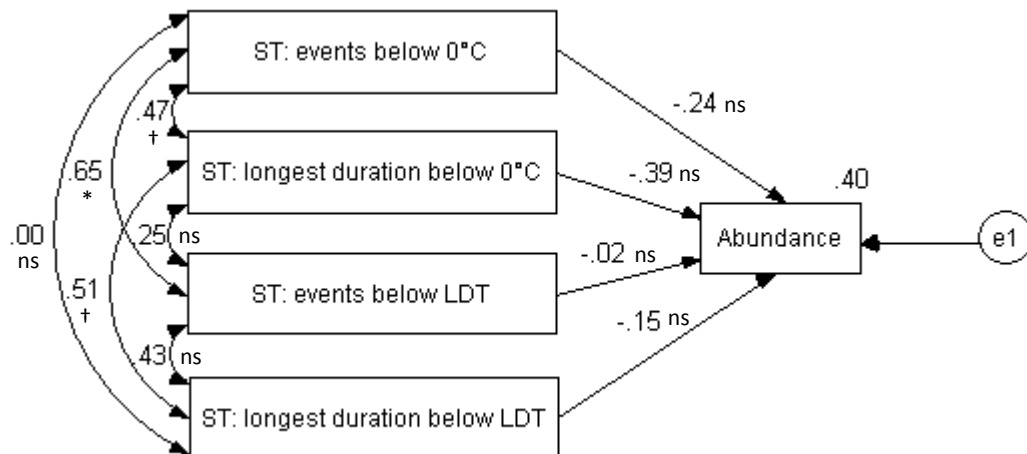 ST: events below 0°C
-.24 ns
.47
†
ST: longest duration below 0°C
-.39 ns
.40
.65
*
.00
ns
.25 ns
Abundance
e1
-.02 ns
.51
†
ST: events below LDT
-.15 ns
.43 ns
ST: longest duration below LDT